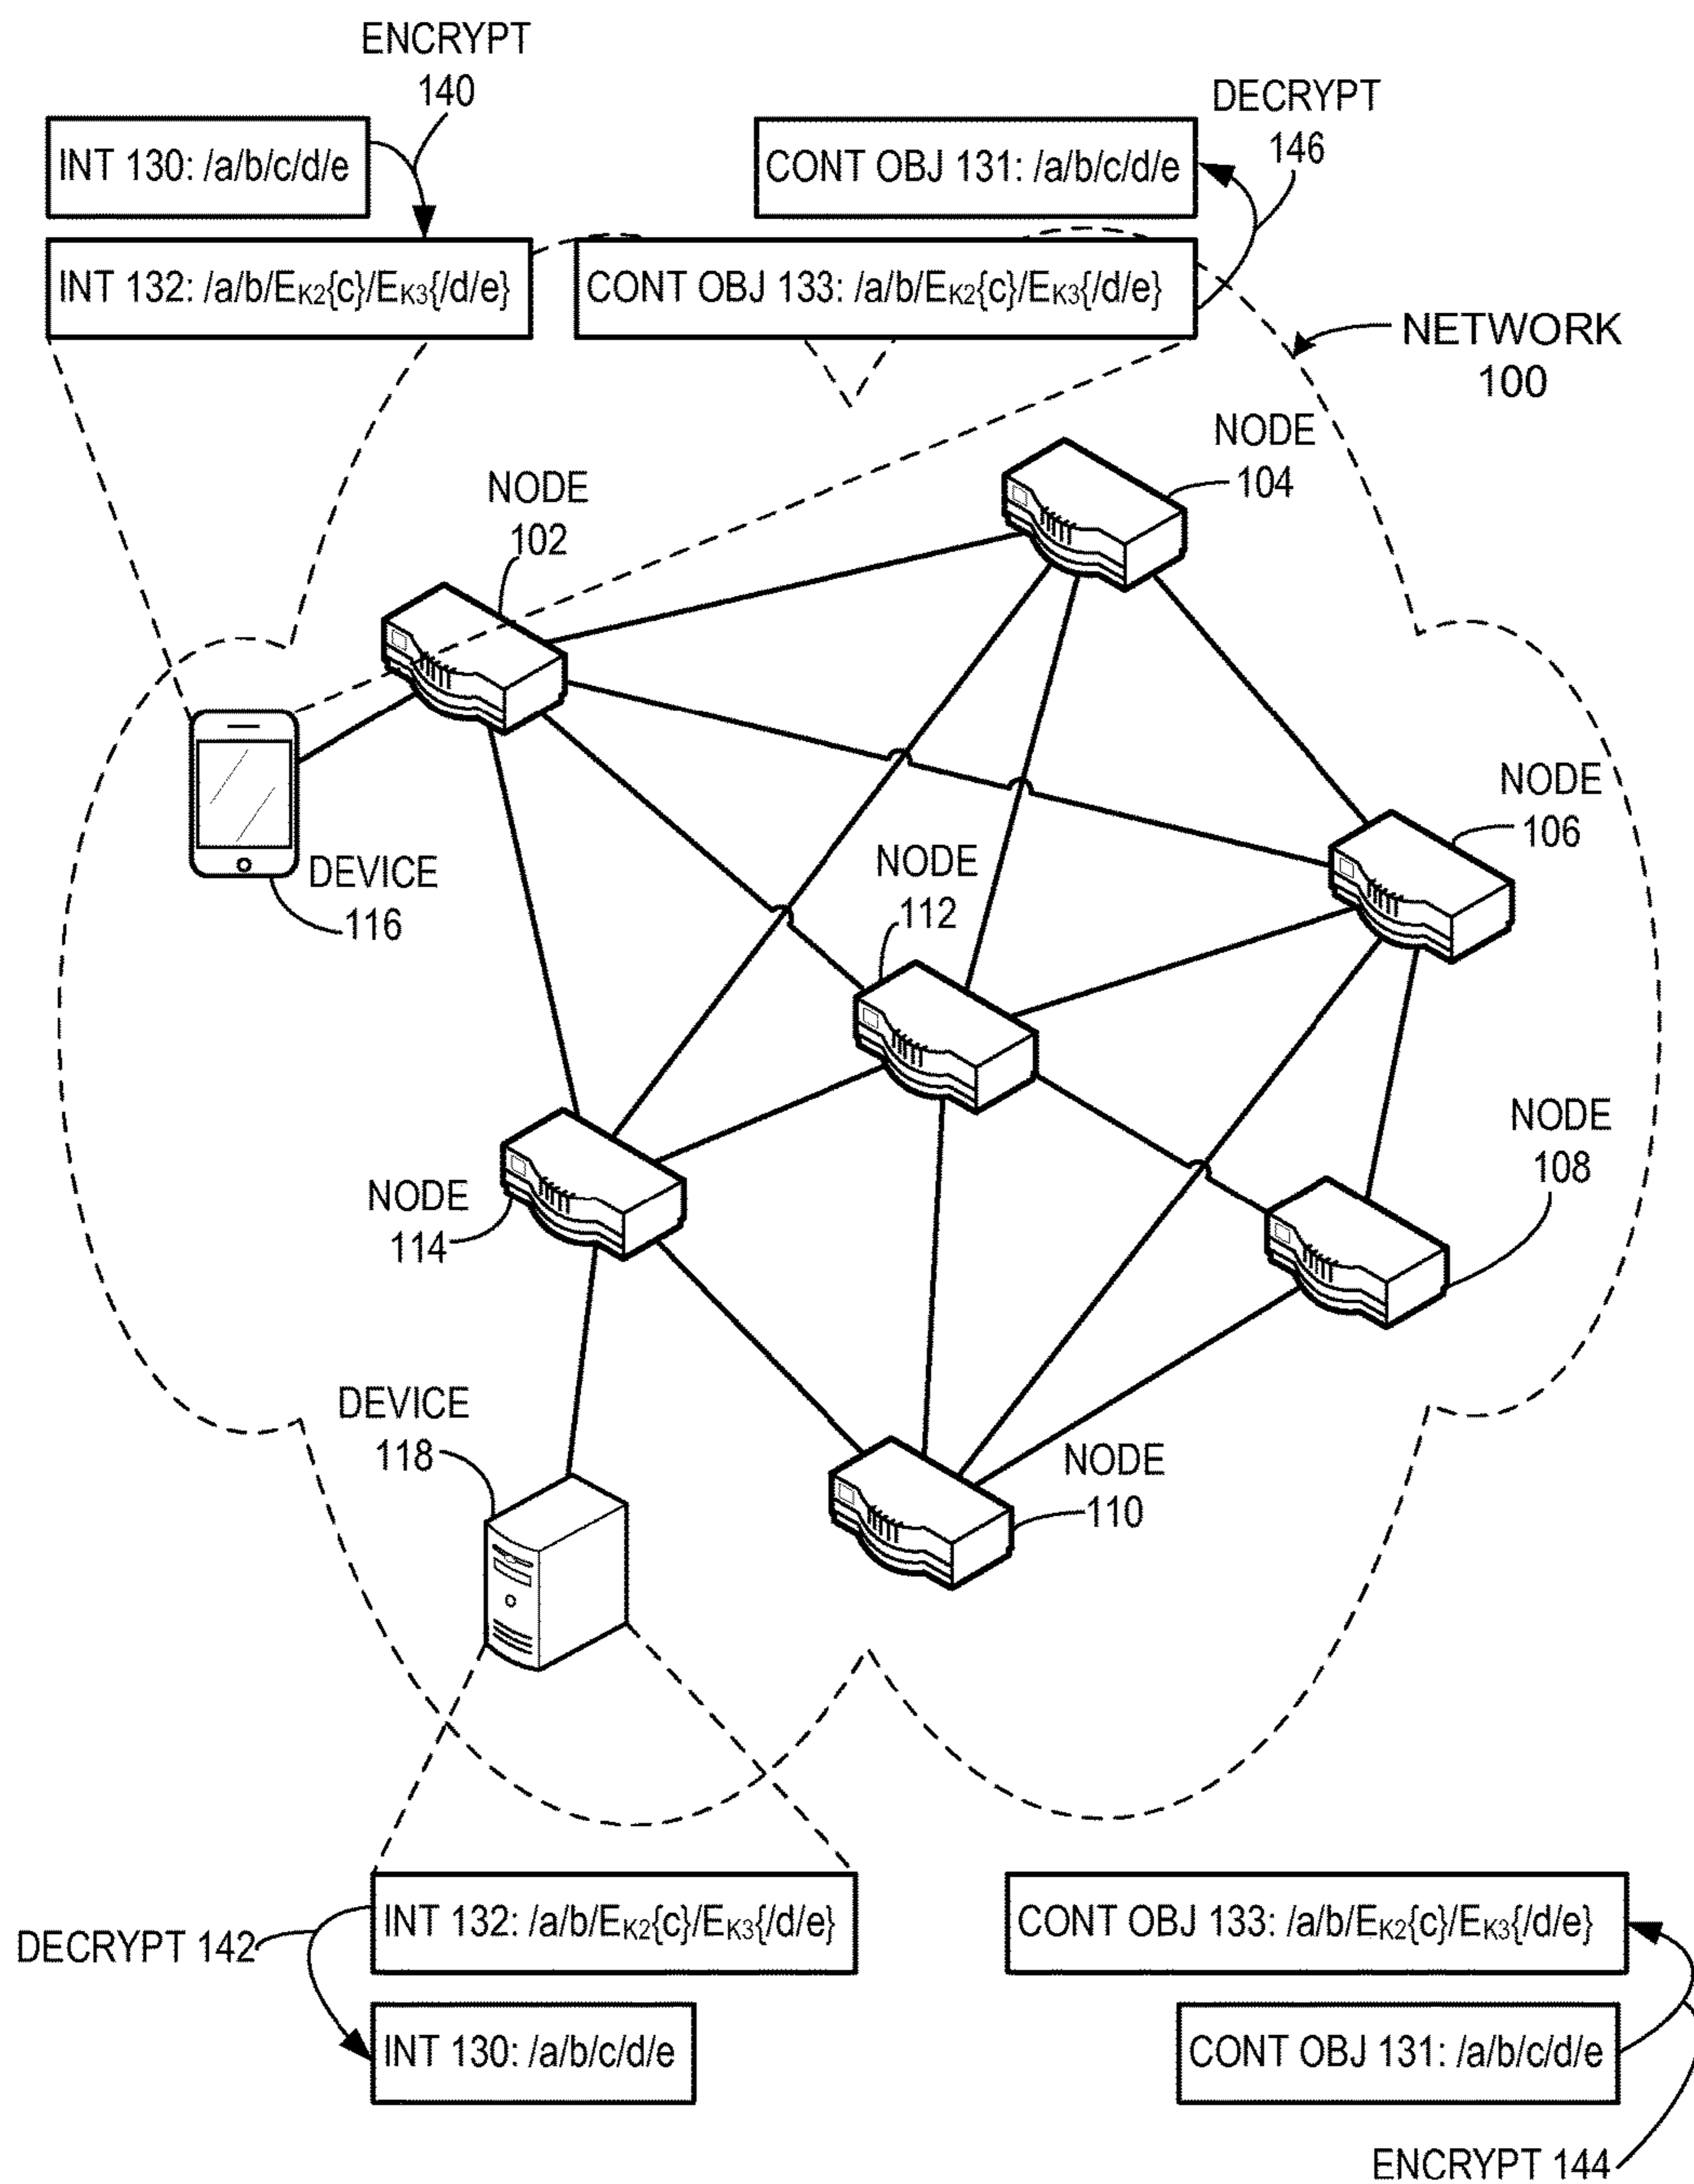 ENCRYPT
140
DECRYPT
146
INT 130: /a/b/c/d/e
CONT OBJ 131: /a/b/c/d/e
INT 132: /a/b/EK2{c}/EK3{/d/e}
CONT OBJ 133: /a/b/EK2{c}/EK3{/d/e}
NETWORK
100
NODE
104
NODE
102
NODE
106
DEVICE
116
NODE
112
NODE
108
NODE
114
DEVICE
118
NODE
110
INT 132: /a/b/EK2{c}/EK3{/d/e}
CONT OBJ 133: /a/b/EK2{c}/EK3{/d/e}
DECRYPT 142
INT 130: /a/b/c/d/e
CONT OBJ 131: /a/b/c/d/e
ENCRYPT 144